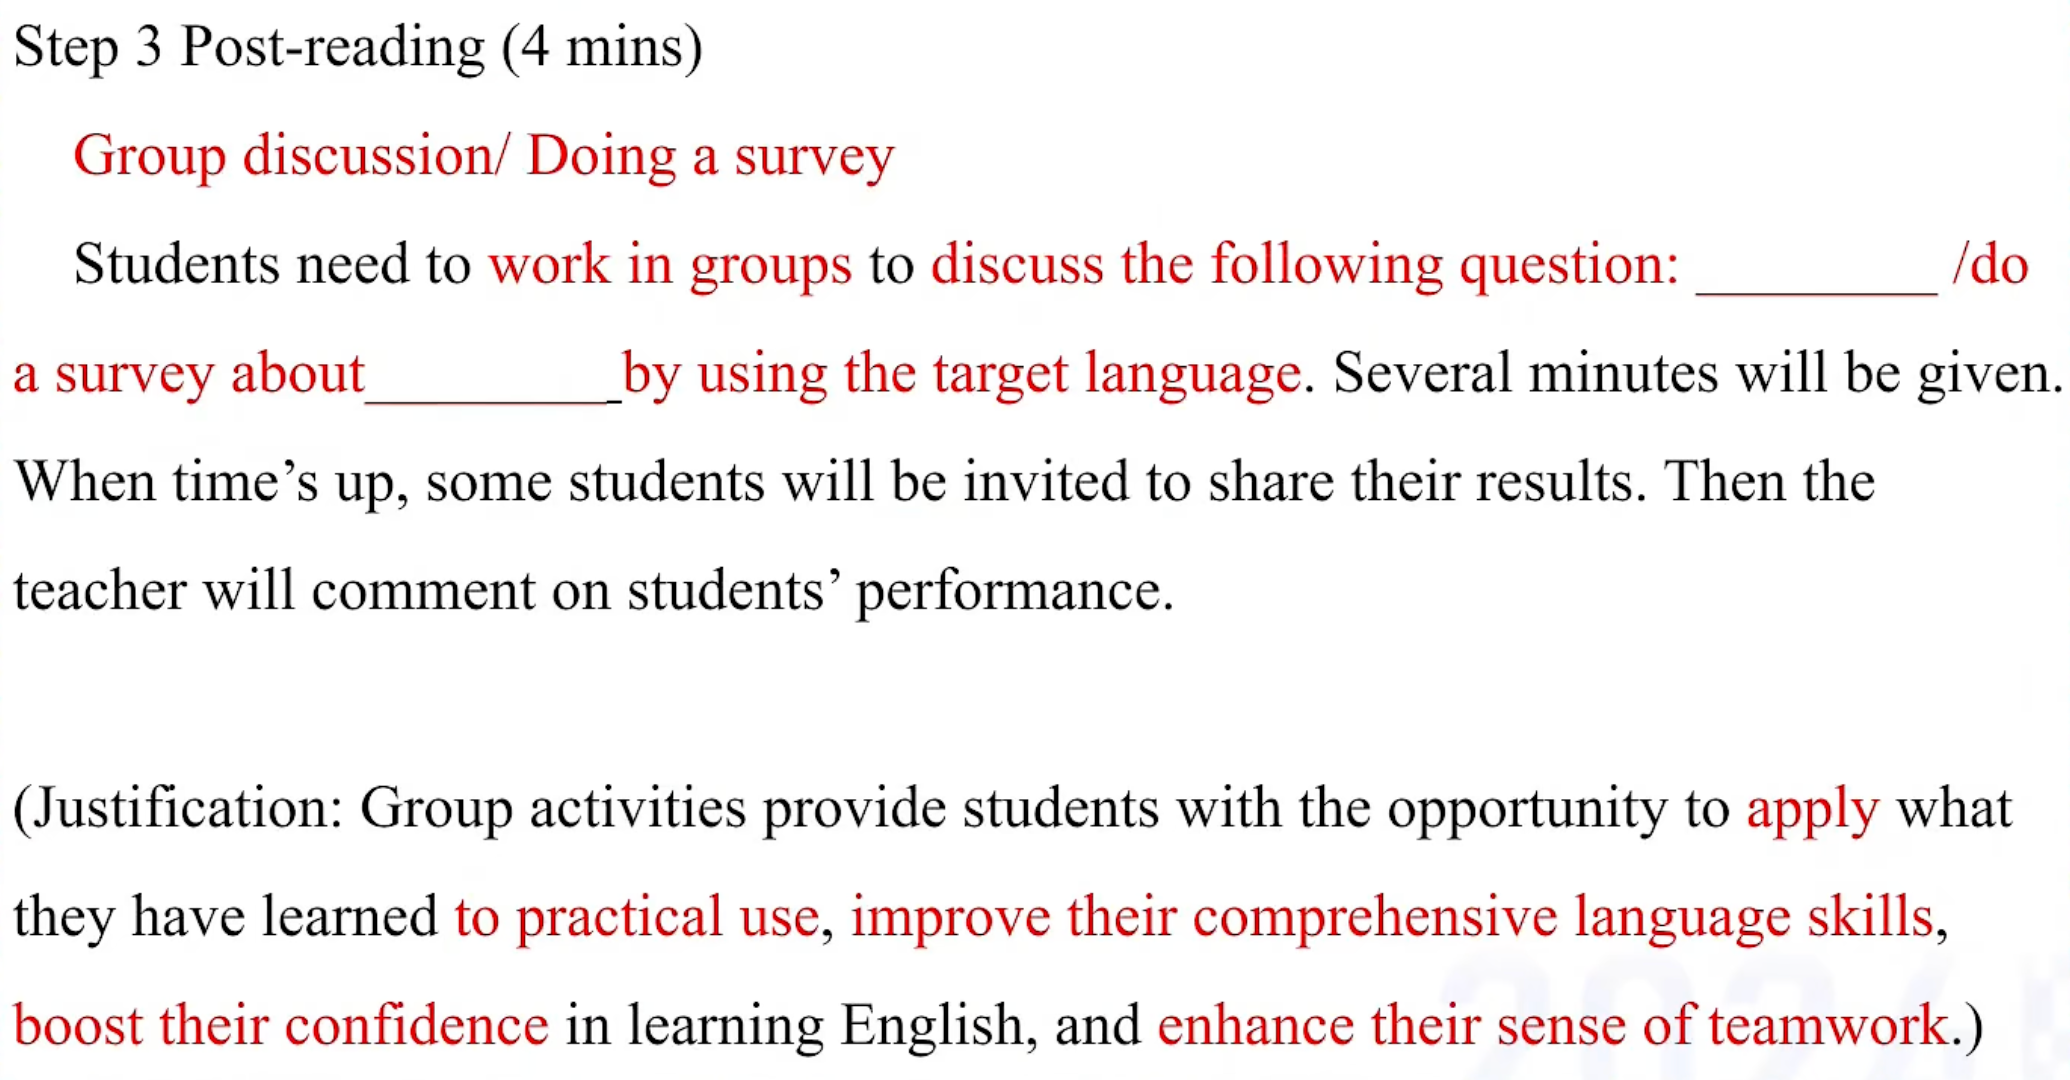 Step 3 Post-reading (4 mins)
Group discussion/ Doing a survey
Students need to work in groups to discuss the following question: ________ /do
a survey about________ by using the target language. Several minutes will be given.
When time’s up, some students will be invited to share their results. Then the
teacher will comment on students’ performance.
(Justification: Group activities provide students with the opportunity to apply what
they have learned to practical use, improve their comprehensive language skills,
boost their confidence in learning English, and enhance their sense of teamwork.)